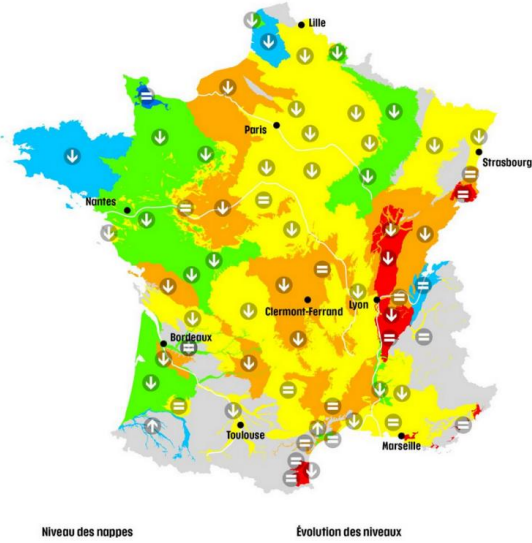 Lille
Paris
Strasbourg
Nantes
Lyon
Clermont-Ferrand
Bordeaux
Toulouse
Marseille
Niveau des nappes
Évolution des niveaux